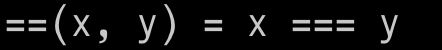 ==(x, y) = x === y